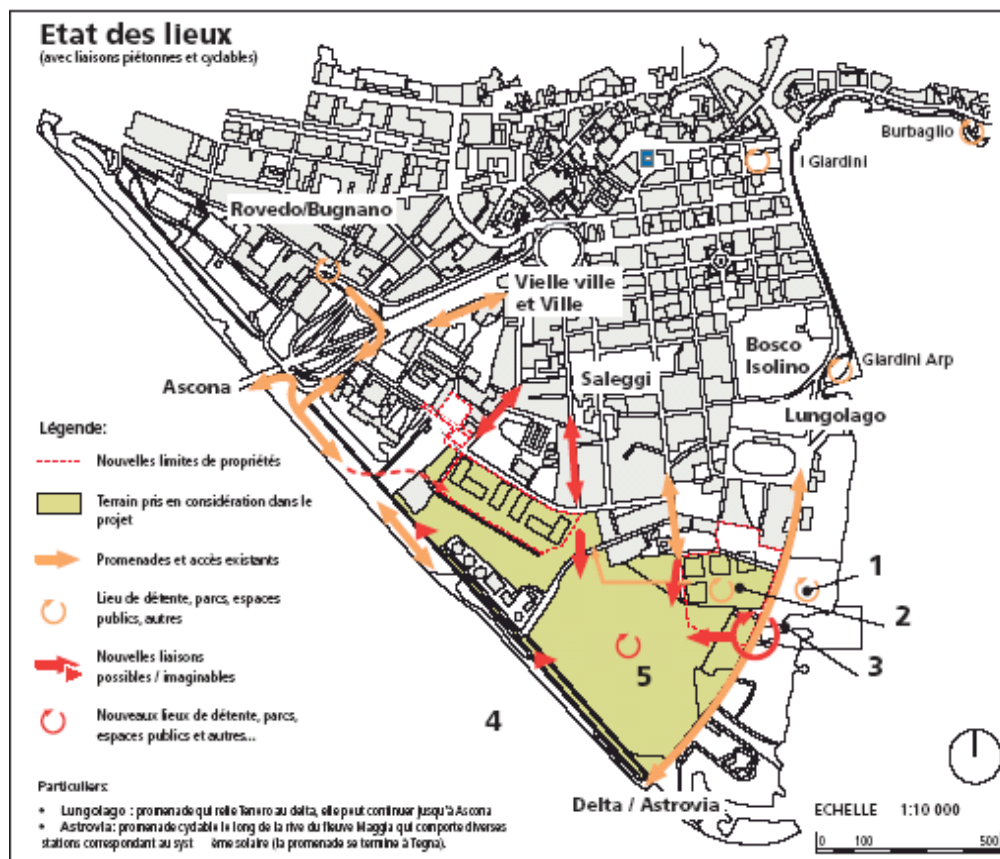 Etat des lieux
(avec liaisons piétonnes et cyclables)
Burbaglio
I Giardini
Rovedo/Bugnano
Vielle ville
et Ville
Bosco
Isolino
Giardini Arp
Ascona
Saleggi
Lungolago
Légende:
Nouvelles limites de propriétés
Terrain pris en considération dans le
projet
Promenades et accès existants
Lieu de détente, parcs, espaces
publics, autres
Nouvelles liaisons
possibles / imaginables
Nouveaux lieux de détente, parcs,
espaces publics et autres...
1
2
3
5
4
Particuliers:
• Lungolago : promenade qui relie Tenero au delta, elle peut continuer jusqu'à Ascona
• Astrovia: promenade cyclable le long de la rive du fleuve Maggia qui comporte diverses
stations correspondant au syst ème solaire (la promenade se termine à Tegna).
Delta / Astrovia
ECHELLE 1:10 000
0 100 500